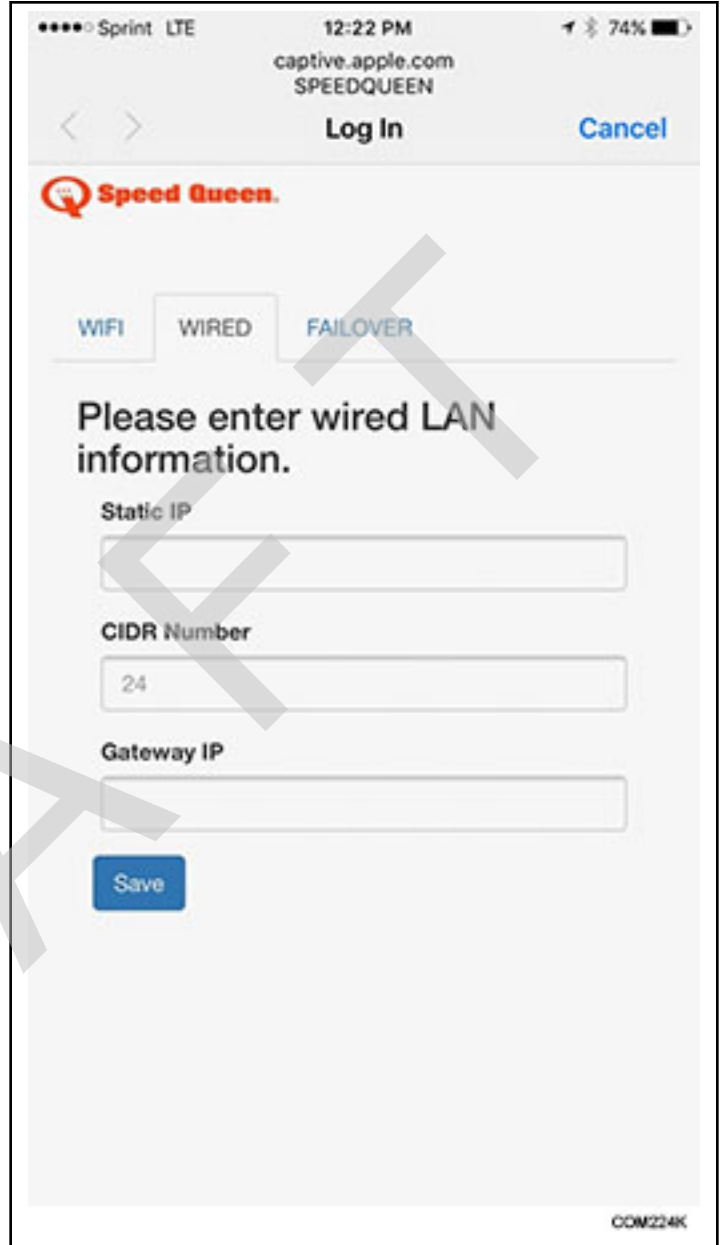 Sprint LTE 12:22 PM 74%
captive.apple.com
SPEEDQUEEN
< > Log In Cancel
Q Speed Queen.
WIFI WIRED FAILOVER
Please enter wired LAN
information.
Static IP
CIDR Number
24
Gateway IP
Save
A F T
COM224K